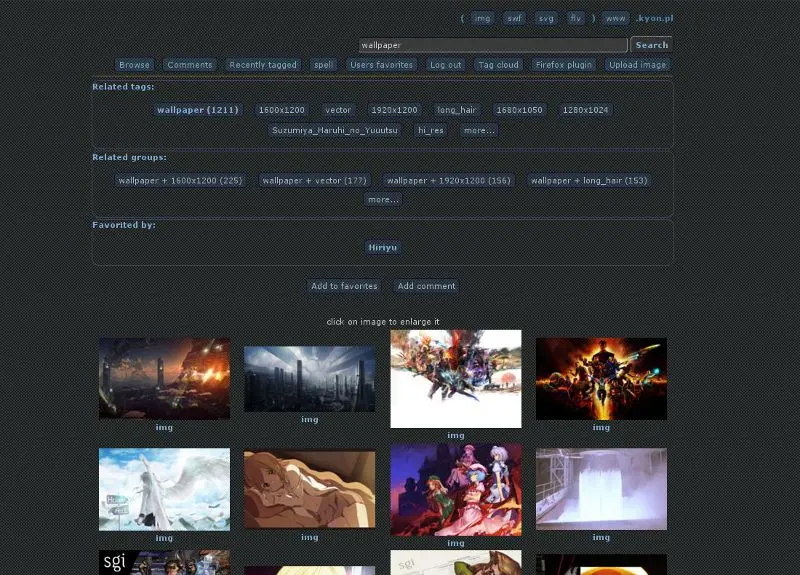 ( img swf svg flv ) www .kyon.pl
wallpaper Search
Browse Comments Recently tagged spell Users favorites Log out Tag cloud Firefox plugin Upload image
Related tags:
wallpaper (1211) 1600x1200 vector 1920x1200 long_hair 1680x1050 1280x1024
Suzumiya_Haruhi_no_Yuuutsu hi_res more...
Related groups:
wallpaper + 1600x1200 (225) wallpaper + vector (177) wallpaper + 1920x1200 (156) wallpaper + long_hair (153)
more...
Favorited by:
Hiriyu
Add to favorites Add comment
click on image to enlarge it
img img img img
img img img img
sgi sgi